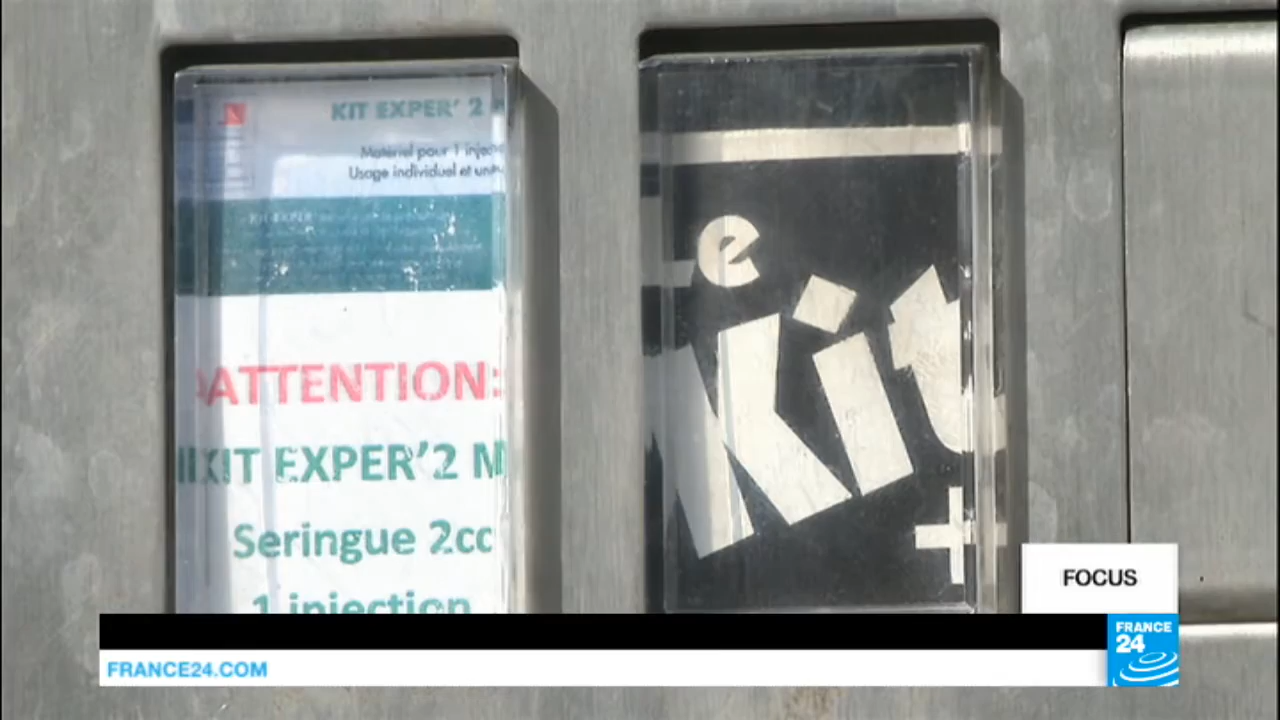 KIT EXPER' 2
Matériel pour 1 injec
Usage individuel et uni
ATTENTION:
KIT EXPER'2 M
Seringue 2cc
1 injection
Le
Kit
+
FOCUS
FRANCE
24
FRANCE24.COM